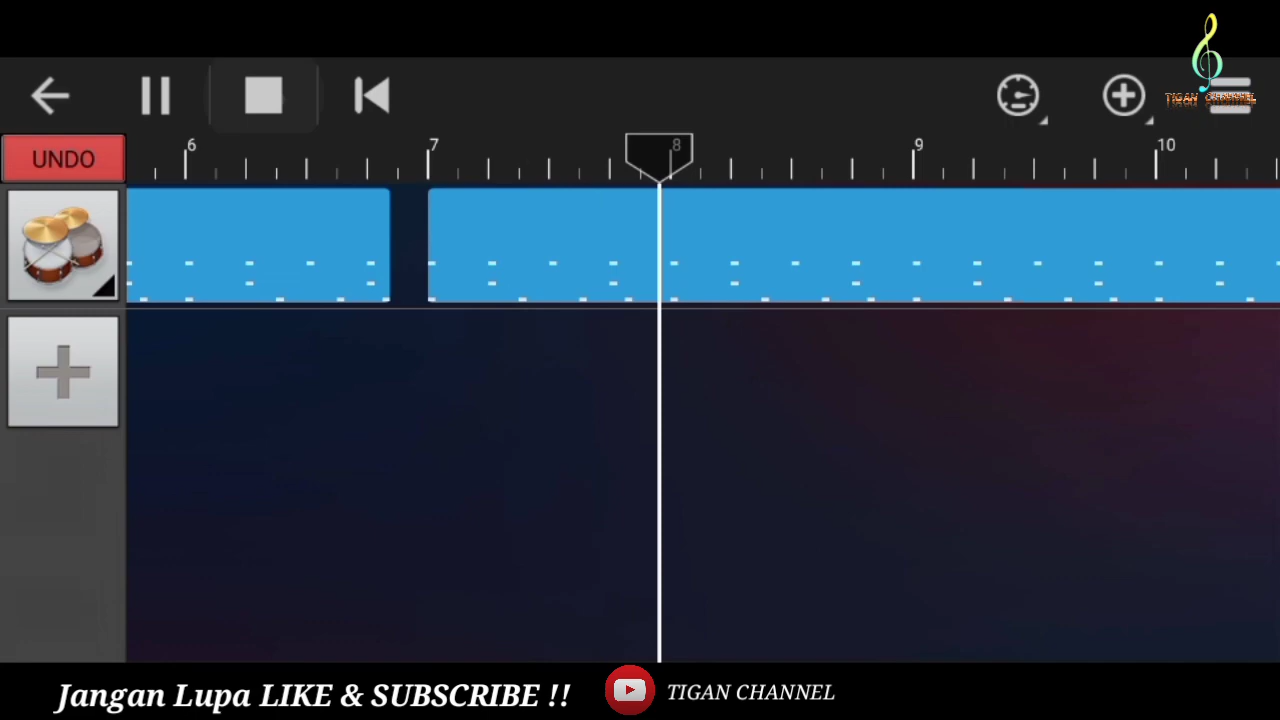 TIGAN CHANNEL
UNDO
6
7
8
9
10
Jangan Lupa LIKE & SUBSCRIBE !!
TIGAN CHANNEL